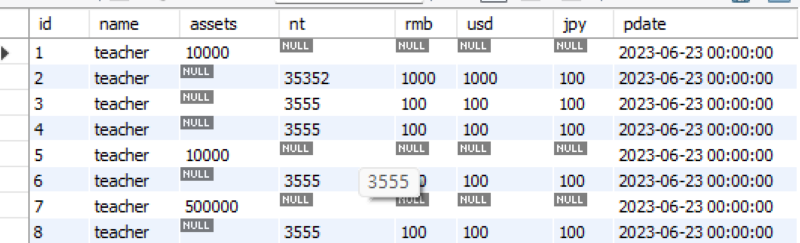 id name assets nt rmb usd jpy pdate
1 teacher 10000 NULL NULL NULL NULL 2023-06-23 00:00:00
2 teacher NULL 35352 1000 1000 100 2023-06-23 00:00:00
3 teacher NULL 3555 100 100 100 2023-06-23 00:00:00
4 teacher NULL 3555 100 100 100 2023-06-23 00:00:00
5 teacher 10000 NULL NULL NULL NULL 2023-06-23 00:00:00
6 teacher NULL 3555 3555 100 100 2023-06-23 00:00:00
7 teacher 500000 NULL NULL NULL NULL 2023-06-23 00:00:00
8 teacher NULL 3555 100 100 100 2023-06-23 00:00:00